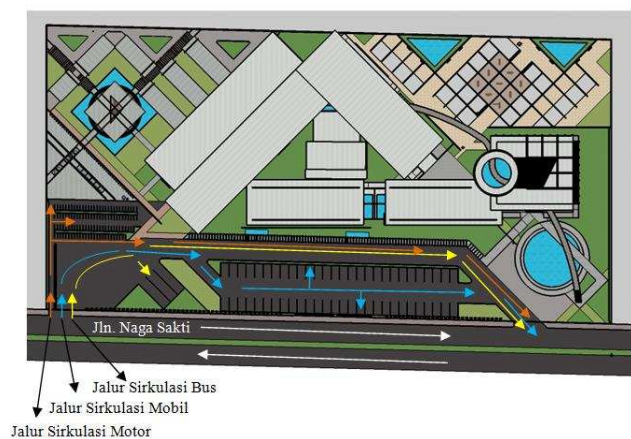 Jln. Naga Sakti
Jalur Sirkulasi Bus
Jalur Sirkulasi Mobil
Jalur Sirkulasi Motor